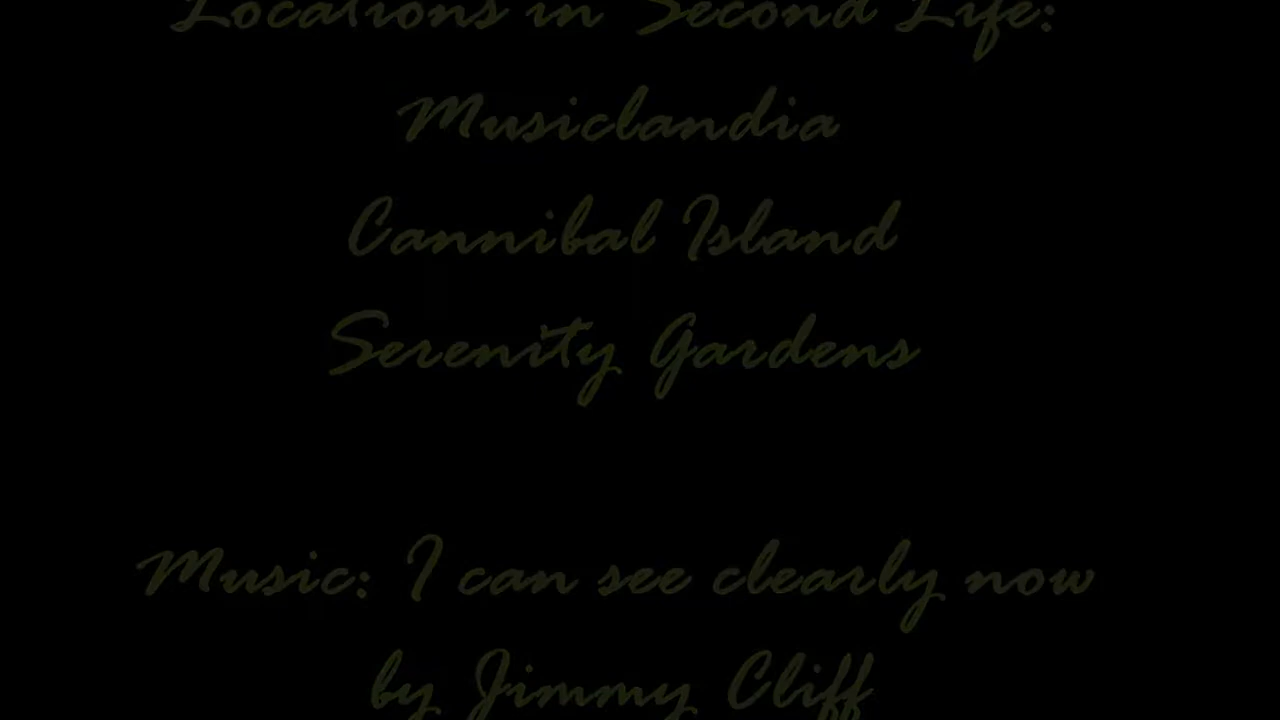 Locations in Second Life:
Musiclandia
Cannibal Island
Serenity Gardens
Music: I can see clearly now
by Jimmy Cliff